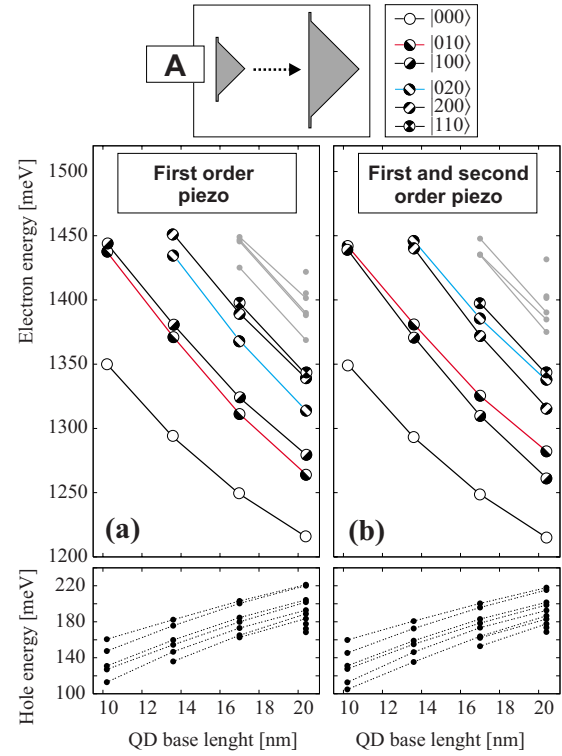 A
|000⟩
|010⟩
|100⟩
|020⟩
|200⟩
|110⟩
First order
piezo
First and second
order piezo
Electron energy [meV]
1500
1450
1400
1350
1300
1250
1200
(a)
(b)
Hole energy [meV]
220
180
140
100
10 12 14 16 18 20
10 12 14 16 18 20
QD base lenght [nm]
QD base lenght [nm]